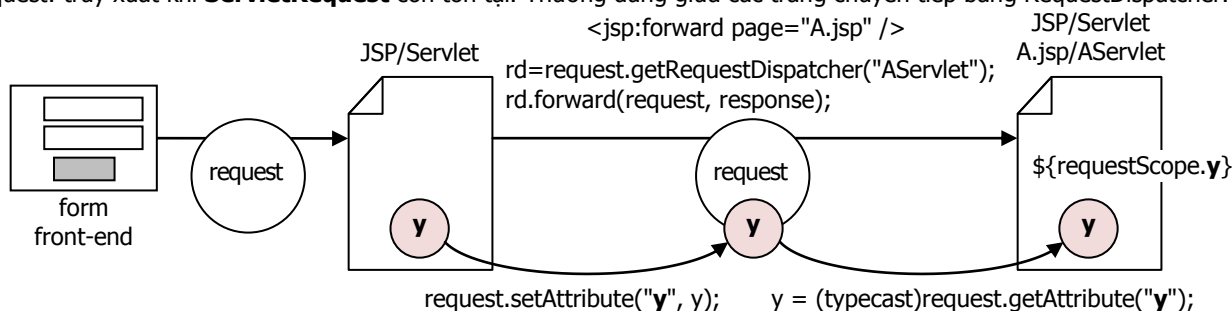 truy xuất khi ServletRequest còn tồn tại. Thường dùng giữa các trang chuyển tiếp bằng RequestDispatcher.
<jsp:forward page="A.jsp" />
JSP/Servlet
JSP/Servlet
A.jsp/AServlet
rd=request.getRequestDispatcher("AServlet");
rd.forward(request, response);
request
request
${requestScope.y}
form
front-end
y
y
y
request.setAttribute("y", y);
y = (typecast)request.getAttribute("y");